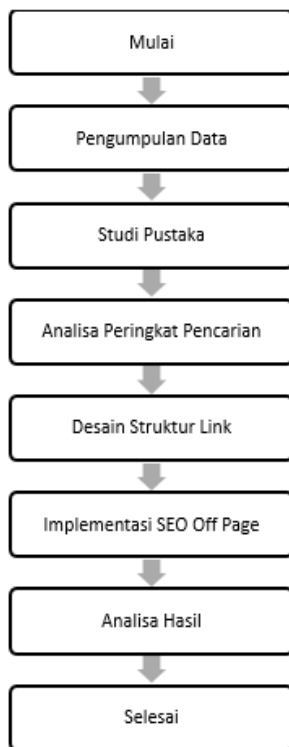 Mulai
Pengumpulan Data
Studi Pustaka
Analisa Peringkat Pencarian
Desain Struktur Link
Implementasi SEO Off Page
Analisa Hasil
Selesai